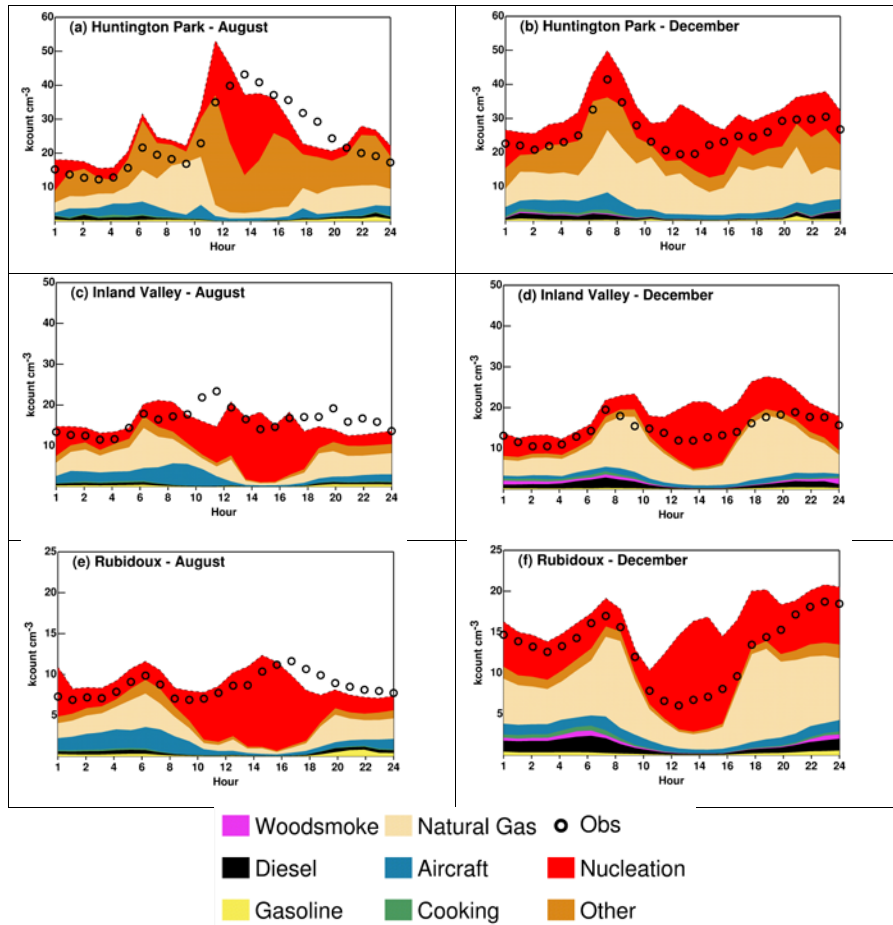 (a) Huntington Park - August
kcount cm-3
60
50
40
30
20
10
1 2 4 6 8 10 12 14 16 18 20 22 24
Hour
(b) Huntington Park - December
kcount cm-3
60
50
40
30
20
10
1 2 4 6 8 10 12 14 16 18 20 22 24
Hour
(c) Inland Valley - August
kcount cm-3
50
40
30
20
10
1 2 4 6 8 10 12 14 16 18 20 22 24
Hour
(d) Inland Valley - December
kcount cm-3
50
40
30
20
10
1 2 4 6 8 10 12 14 16 18 20 22 24
Hour
(e) Rubidoux - August
kcount cm-3
25
20
15
10
5
1 2 4 6 8 10 12 14 16 18 20 22 24
Hour
(f) Rubidoux - December
kcount cm-3
25
20
15
10
5
1 2 4 6 8 10 12 14 16 18 20 22 24
Hour
Woodsmoke Natural Gas Obs
Diesel Aircraft Nucleation
Gasoline Cooking Other